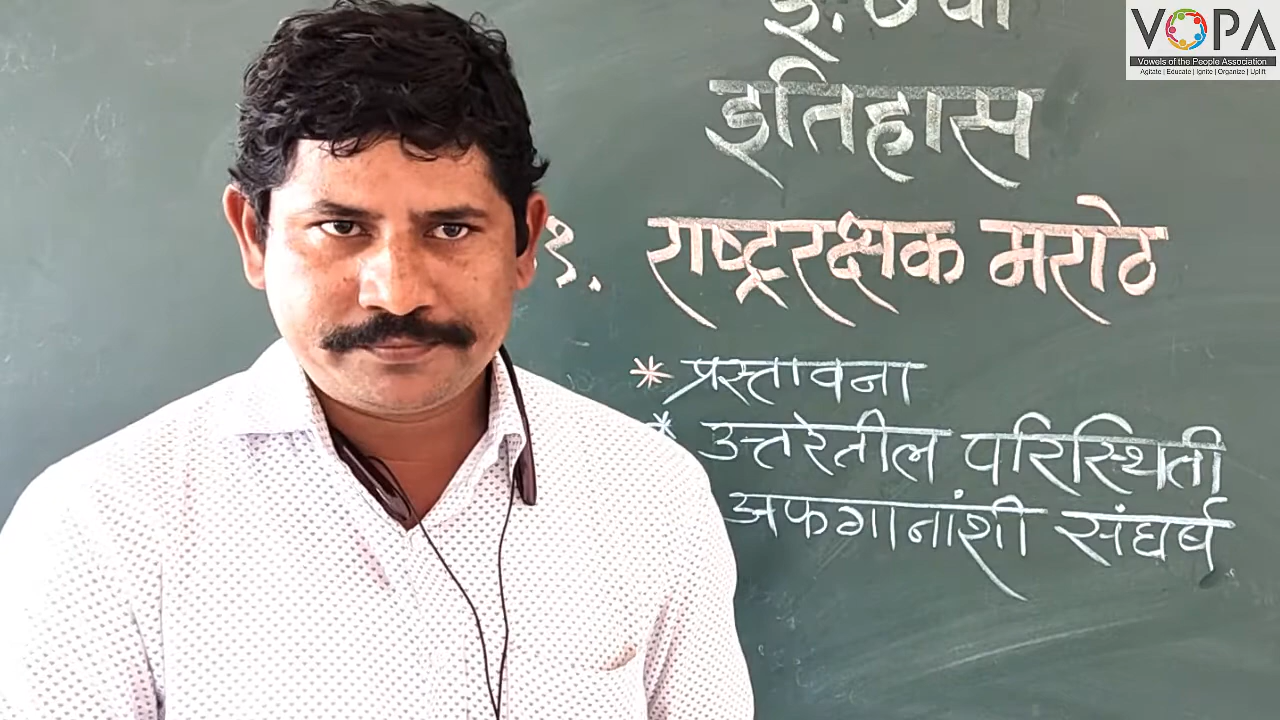 VOPA
Vowels of the People Association
Agitate | Educate | Ignite | Organize | Uplift
इतिहास
१. राष्ट्ररक्षक मराठे
* प्रस्तावना
* उत्तरेतील परिस्थिती
अफगानांशी संघर्ष